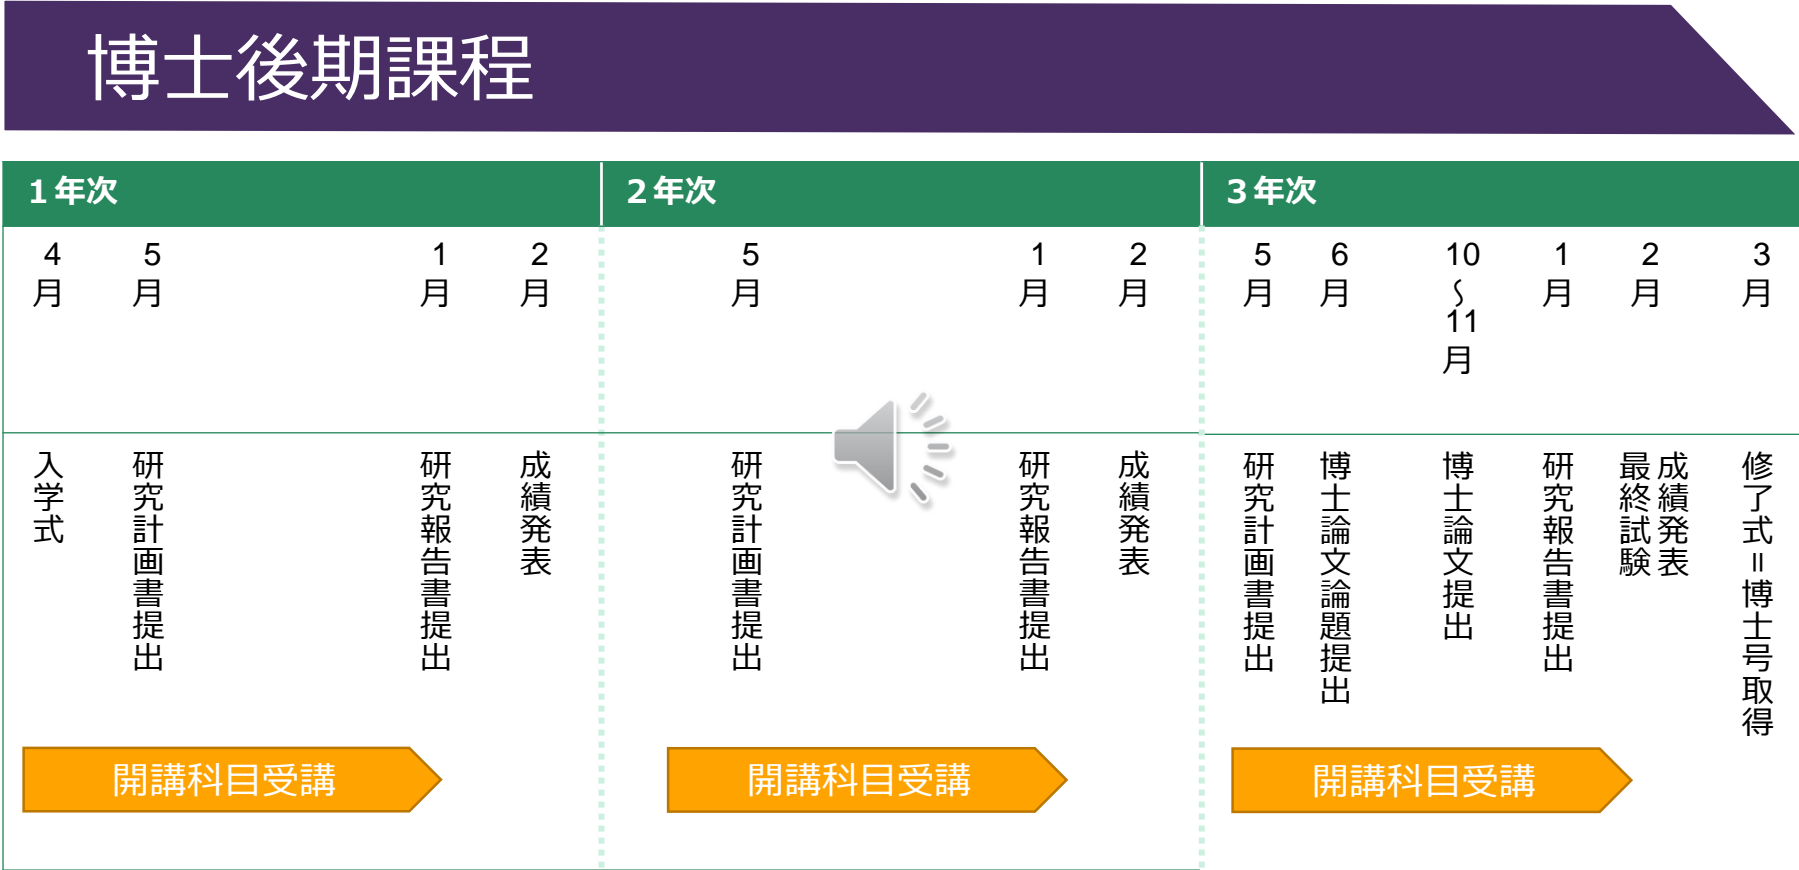 博士後期課程
１年次
２年次
３年次
4月
5月
1月
2月
5月
1月
2月
5月
6月
10～11月
1月
2月
3月
入学式
研究計画書提出
研究報告書提出
成績発表
研究計画書提出
研究報告書提出
成績発表
研究計画書提出
博士論文論題提出
博士論文提出
研究報告書提出
成績発表
最終試験
修了式＝博士号取得
開講科目受講
開講科目受講
開講科目受講